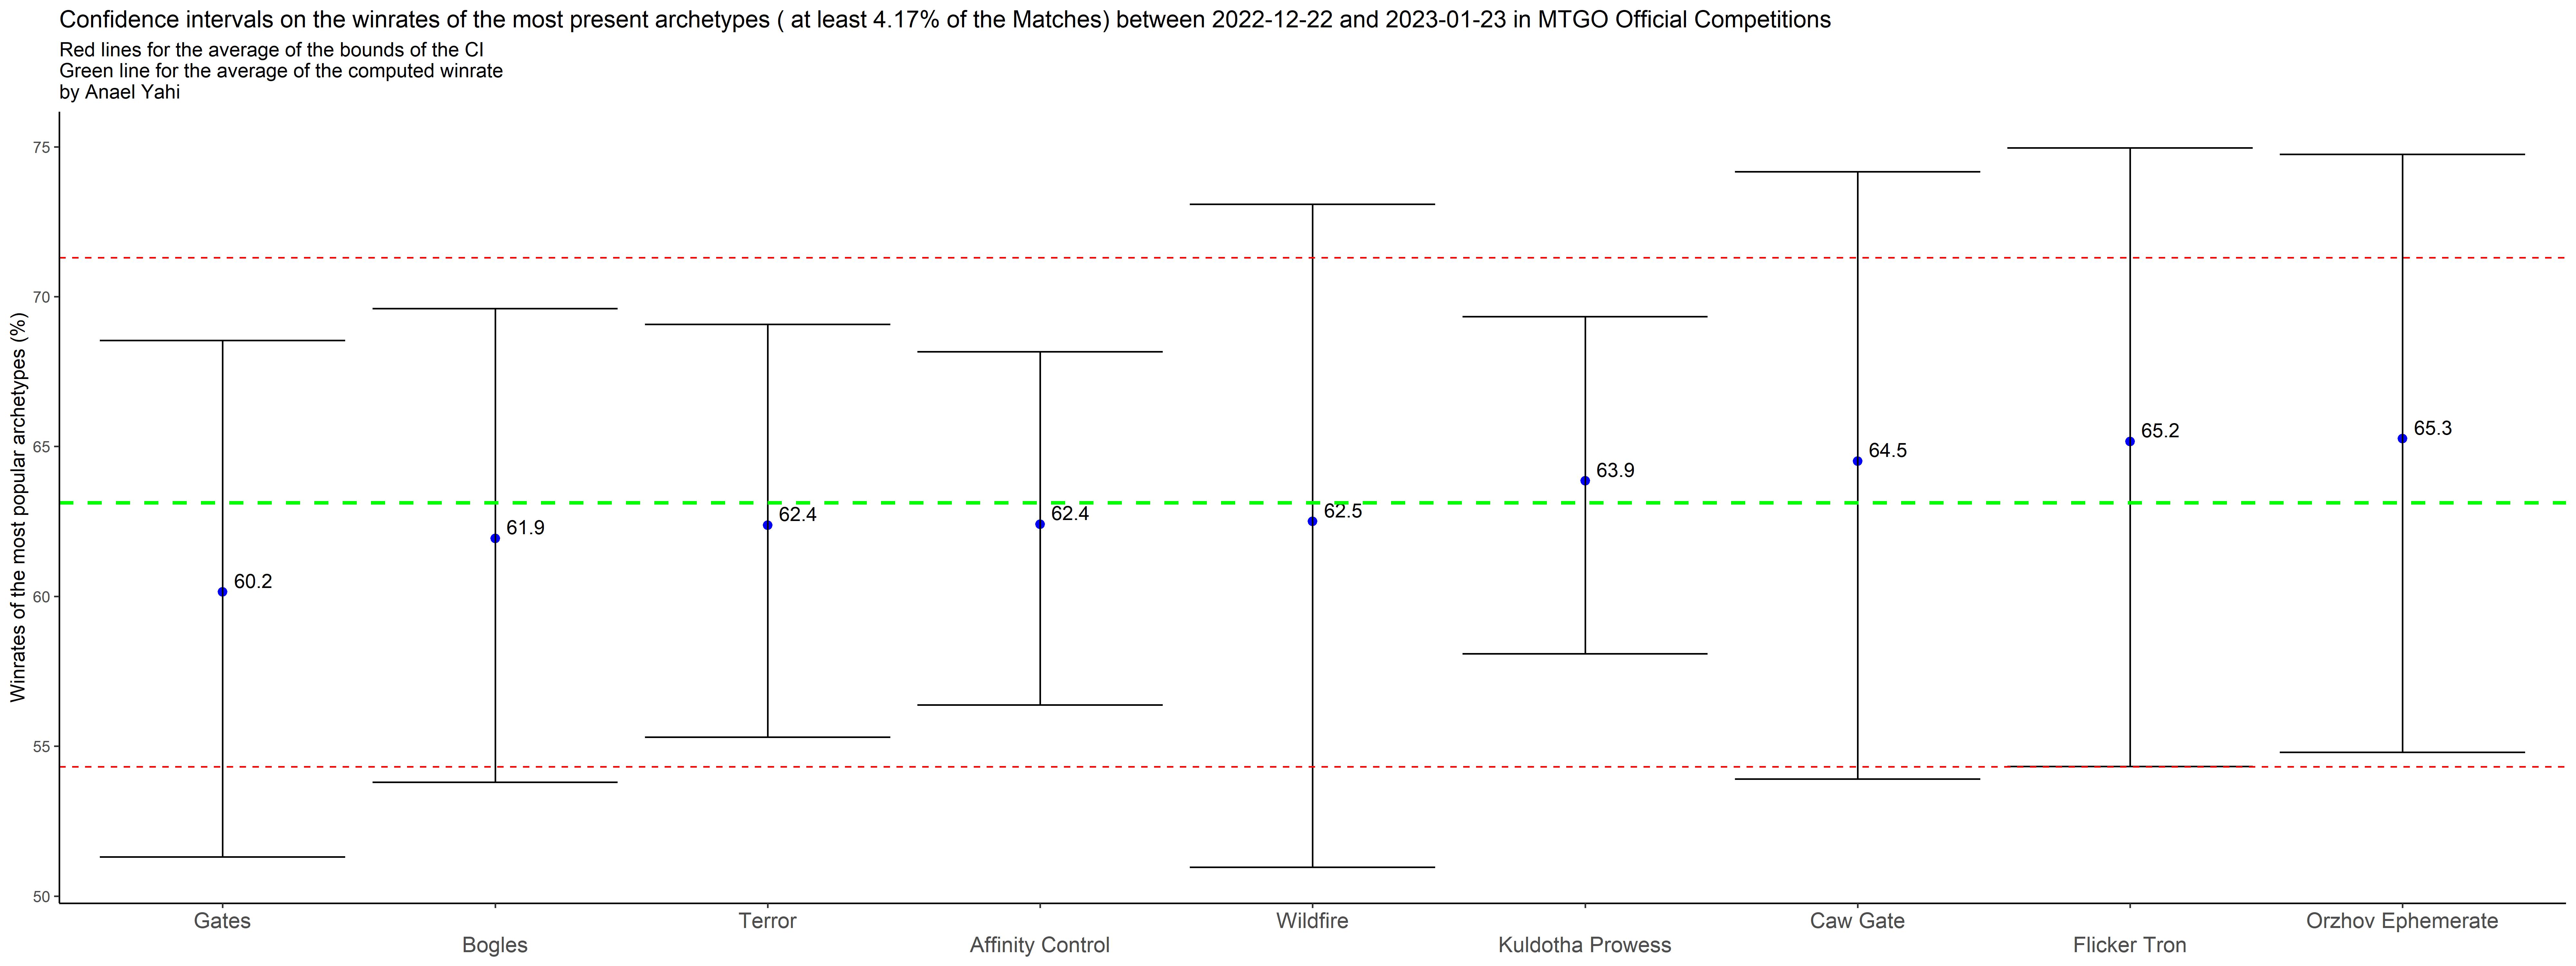 Confidence intervals on the winrates of the most present archetypes ( at least 4.17% of the Matches) between 2022-12-22 and 2023-01-23 in MTGO Official Competitions
Red lines for the average of the bounds of the CI
Green line for the average of the computed winrate
by Anael Yahi
Winrates of the most popular archetypes (%)
75
70
65
60
55
50
60.2
61.9
62.4
62.4
62.5
63.9
64.5
65.2
65.3
Gates
Bogles
Terror
Affinity Control
Wildfire
Kuldotha Prowess
Caw Gate
Flicker Tron
Orzhov Ephemerate